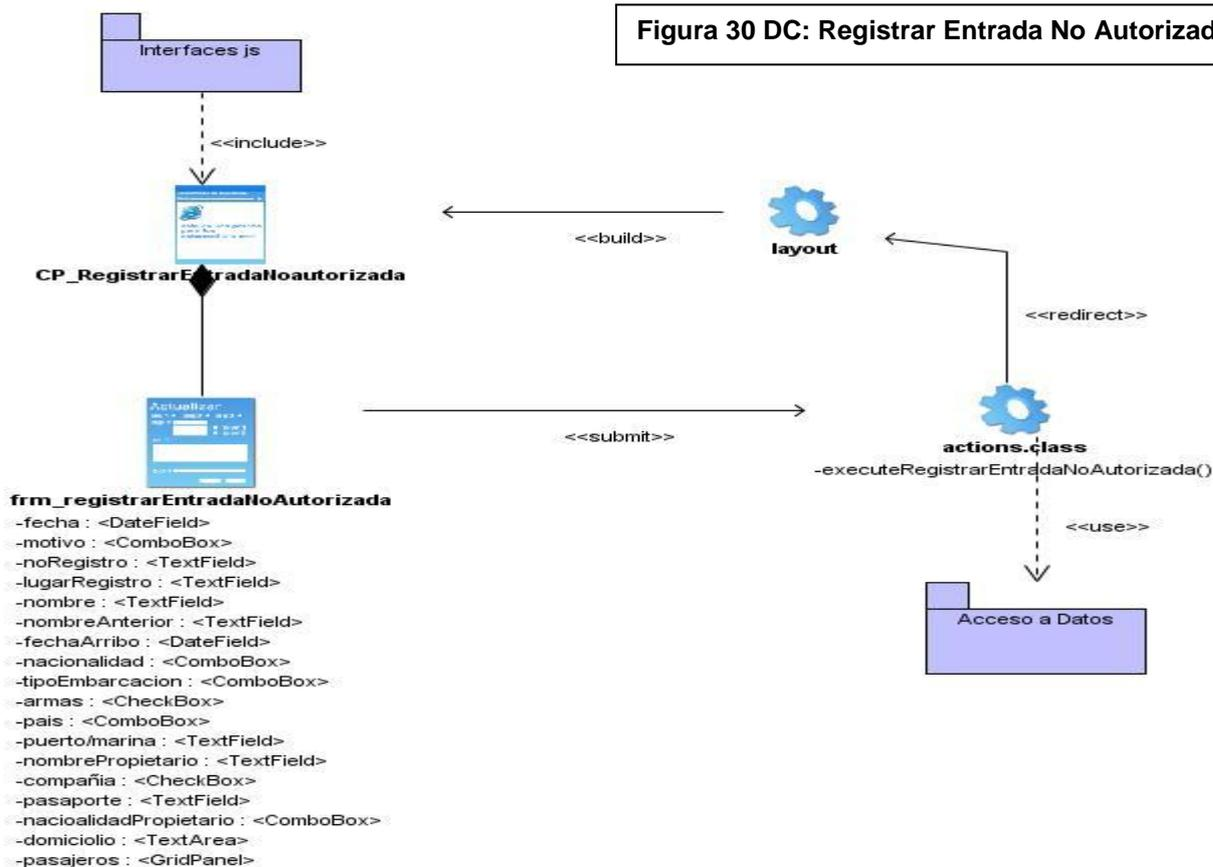 Figura 30 DC: Registrar Entrada No Autorizad
Interfaces js
<<include>>
CP_RegistrarEntradaNoautorizada
<<build>>
layout
<<redirect>>
Actualizar
<<submit>>
actions.class
-executeRegistrarEntradaNoAutorizada()
<<use>>
Acceso a Datos
frm_registrarEntradaNoAutorizada
-fecha : <DateField>
-motivo : <ComboBox>
-noRegistro : <TextField>
-lugarRegistro : <TextField>
-nombre : <TextField>
-nombreAnterior : <TextField>
-fechaArribo : <DateField>
-nacionalidad : <ComboBox>
-tipoEmbarcacion : <ComboBox>
-armas : <CheckBox>
-pais : <ComboBox>
-puerto/marina : <TextField>
-nombrePropietario : <TextField>
-compañia : <CheckBox>
-pasaporte : <TextField>
-nacioalidadPropietario : <ComboBox>
-domiciolio : <TextArea>
-pasajeros : <GridPanel>